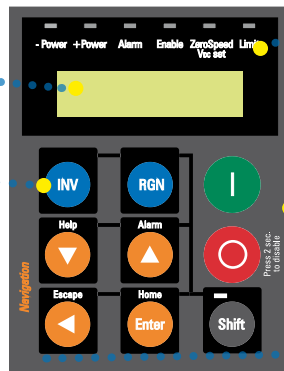 - Power +Power Alarm Enable ZeroSpeed Limit
Vdc set
INV RGN
Help Alarm
Press 2 sec.
to disable
Navigation
Escape Home
Enter Shift